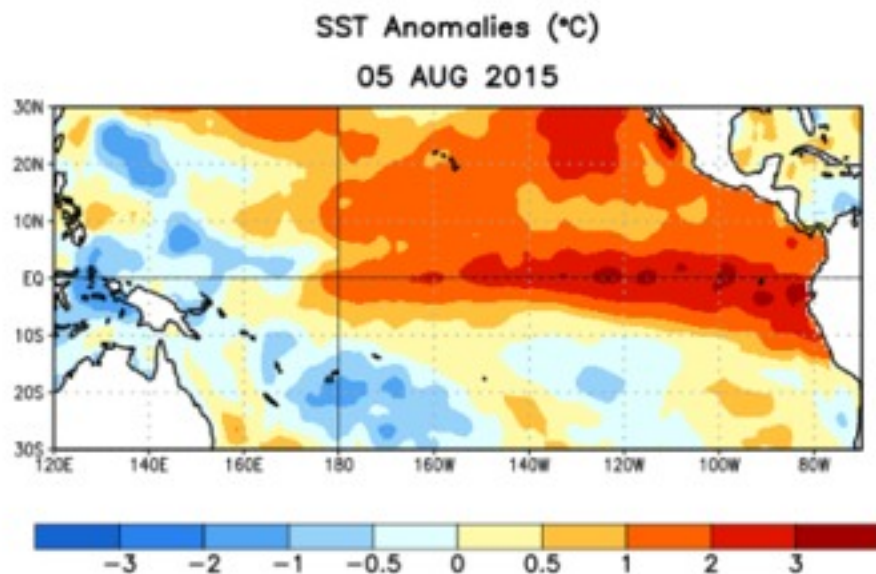 SST Anomalies (°C)
05 AUG 2015
30N
20N
10N
EQ
10S
20S
30S
120E 140E 160E 180 160W 140W 120W 100W 80W
-3 -2 -1 -0.5 0 0.5 1 2 3